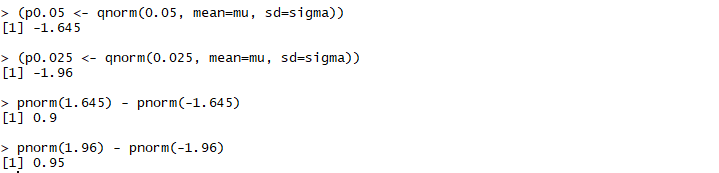 > (p0.05 <- qnorm(0.05, mean=mu, sd=sigma))
[1] -1.645
> (p0.025 <- qnorm(0.025, mean=mu, sd=sigma))
[1] -1.96
> pnorm(1.645) - pnorm(-1.645)
[1] 0.9
> pnorm(1.96) - pnorm(-1.96)
[1] 0.95